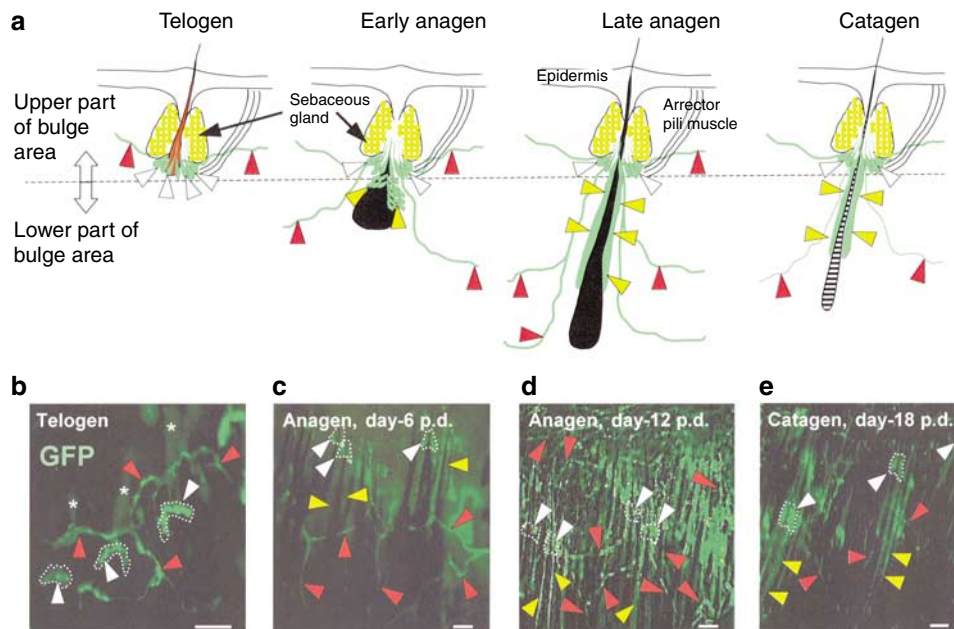 a
Telogen
Early anagen
Late anagen
Catagen
Upper part
of bulge
area
Sebaceous
gland
Epidermis
Arrector
pili muscle
Lower part of
bulge area
b
Telogen
GFP
*
*
*
c
Anagen, day-6 p.d.
d
Anagen, day-12 p.d.
e
Catagen, day-18 p.d.